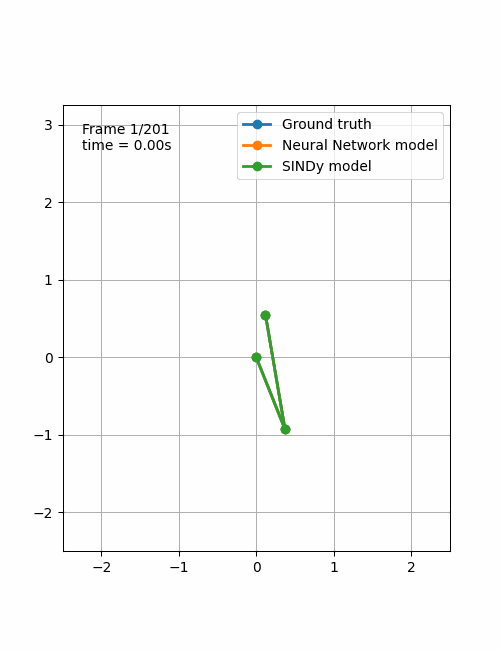 Frame 1/201
time = 0.00s
Ground truth
Neural Network model
SINDy model
3
2
1
0
−1
−2
−2
−1
0
1
2